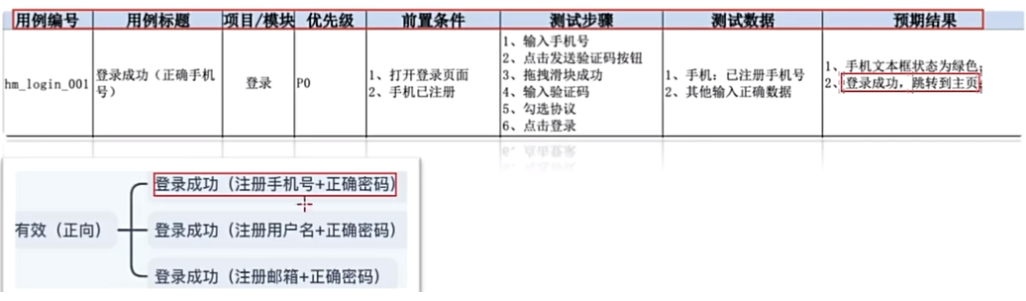 用例编号 用例标题 项目/模块 优先级 前置条件 测试步骤 测试数据 预期结果
hm_login_001
登录成功（正确手机
号）
登录
P0
1、打开登录页面
2、手机已注册
1、输入手机号
2、点击发送验证码按钮
3、拖拽滑块成功
4、输入验证码
5、勾选协议
6、点击登录
1、手机：已注册手机号
2、其他输入正确数据
1、手机文本框状态为绿色；
2、登录成功，跳转到主页；
有效（正向）
登录成功（注册手机号+正确密码）
登录成功（注册用户名+正确密码）
登录成功（注册邮箱+正确密码）